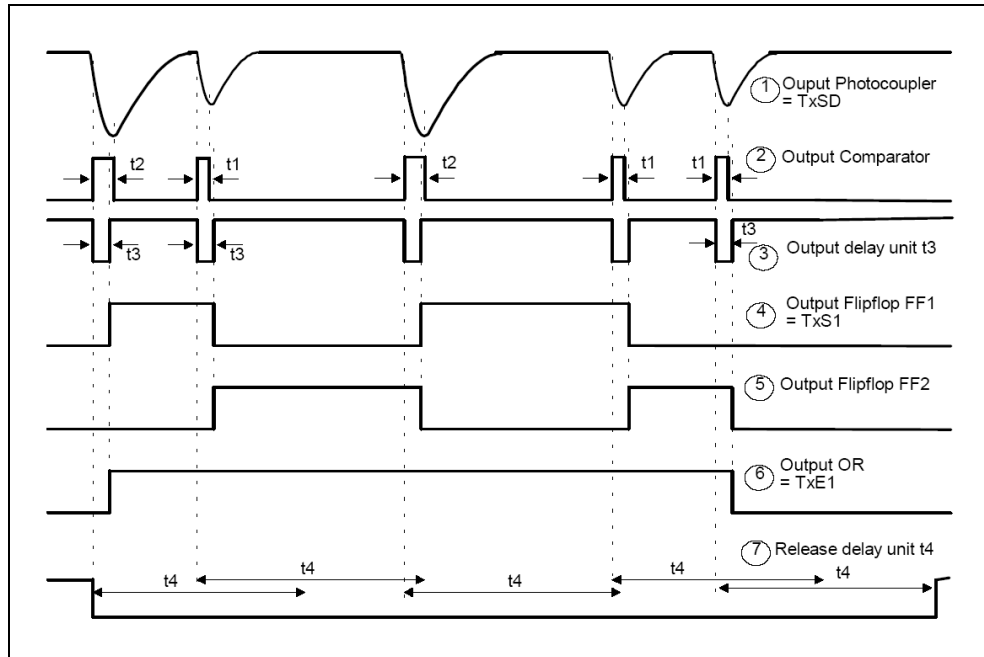 1 Ouput Photocoupler
= TxSD
t2 t1 t2 t1 t1 2 Output Comparator
t3 t3 t3
3 Output delay unit t3
4 Output Flipflop FF1
= TxS1
5 Output Flipflop FF2
6 Output OR
= TxE1
7 Release delay unit t4
t4 t4
t4 t4 t4